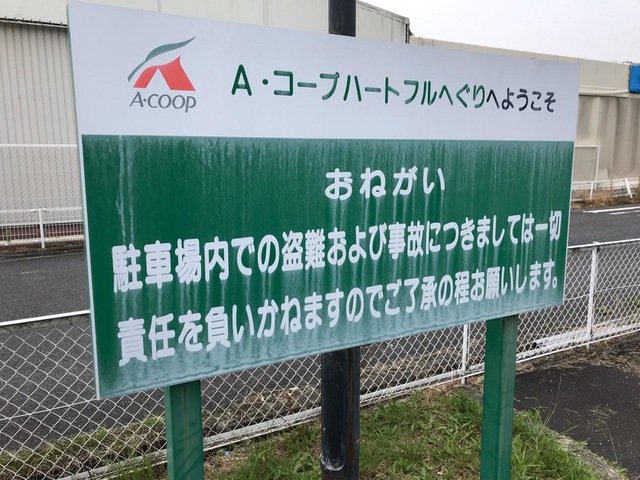 A·COOP
A・コープハートフルへぐりへようこそ
おねがい
駐車場内での盗難および事故につきましては一切
責任を負いかねますのでご了承の程お願いします。